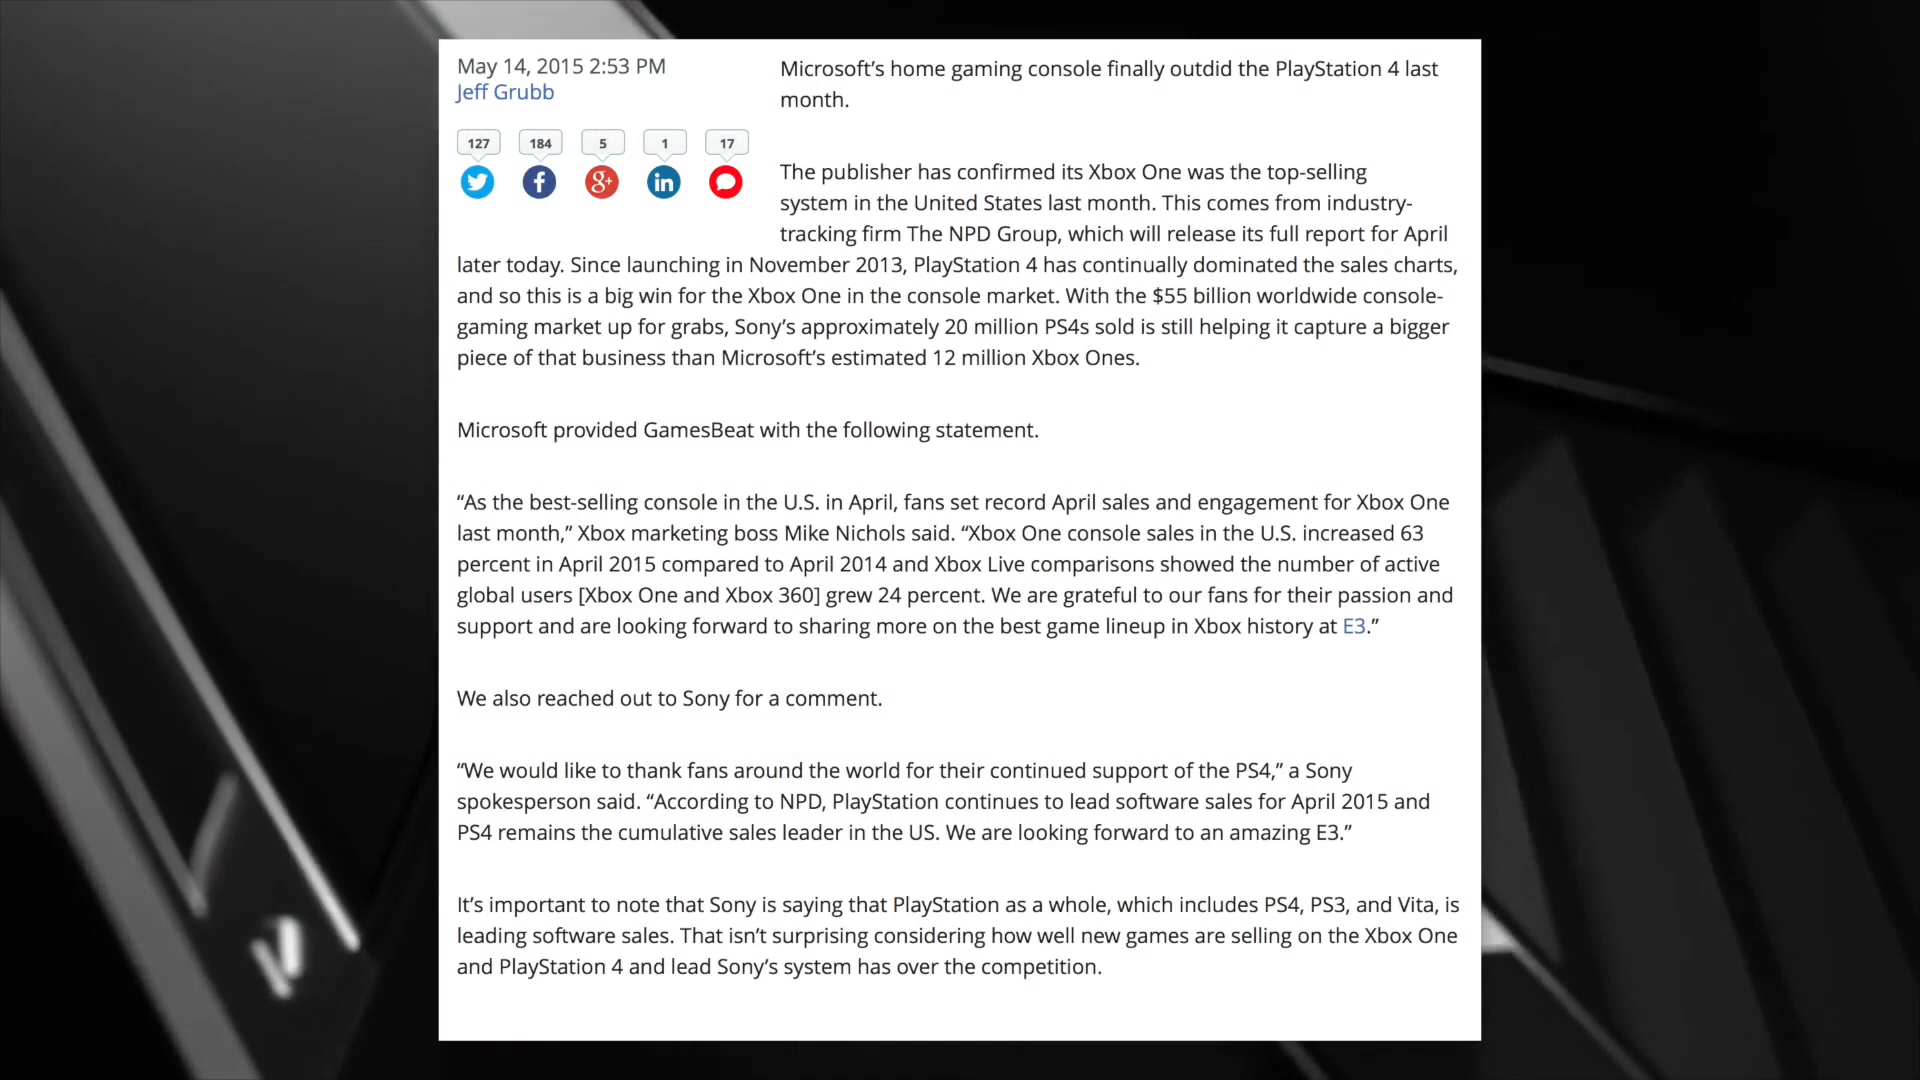 May 14, 2015 2:53 PM
Jeff Grubb
127 184 5 1 17
Microsoft’s home gaming console finally outdid the PlayStation 4 last
month.
The publisher has confirmed its Xbox One was the top-selling
system in the United States last month. This comes from industry-
tracking firm The NPD Group, which will release its full report for April
later today. Since launching in November 2013, PlayStation 4 has continually dominated the sales charts,
and so this is a big win for the Xbox One in the console market. With the $55 billion worldwide console-
gaming market up for grabs, Sony’s approximately 20 million PS4s sold is still helping it capture a bigger
piece of that business than Microsoft’s estimated 12 million Xbox Ones.
Microsoft provided GamesBeat with the following statement.
“As the best-selling console in the U.S. in April, fans set record April sales and engagement for Xbox One
last month,” Xbox marketing boss Mike Nichols said. “Xbox One console sales in the U.S. increased 63
percent in April 2015 compared to April 2014 and Xbox Live comparisons showed the number of active
global users [Xbox One and Xbox 360] grew 24 percent. We are grateful to our fans for their passion and
support and are looking forward to sharing more on the best game lineup in Xbox history at E3.”
We also reached out to Sony for a comment.
“We would like to thank fans around the world for their continued support of the PS4,” a Sony
spokesperson said. “According to NPD, PlayStation continues to lead software sales for April 2015 and
PS4 remains the cumulative sales leader in the US. We are looking forward to an amazing E3.”
It’s important to note that Sony is saying that PlayStation as a whole, which includes PS4, PS3, and Vita, is
leading software sales. That isn’t surprising considering how well new games are selling on the Xbox One
and PlayStation 4 and lead Sony’s system has over the competition.